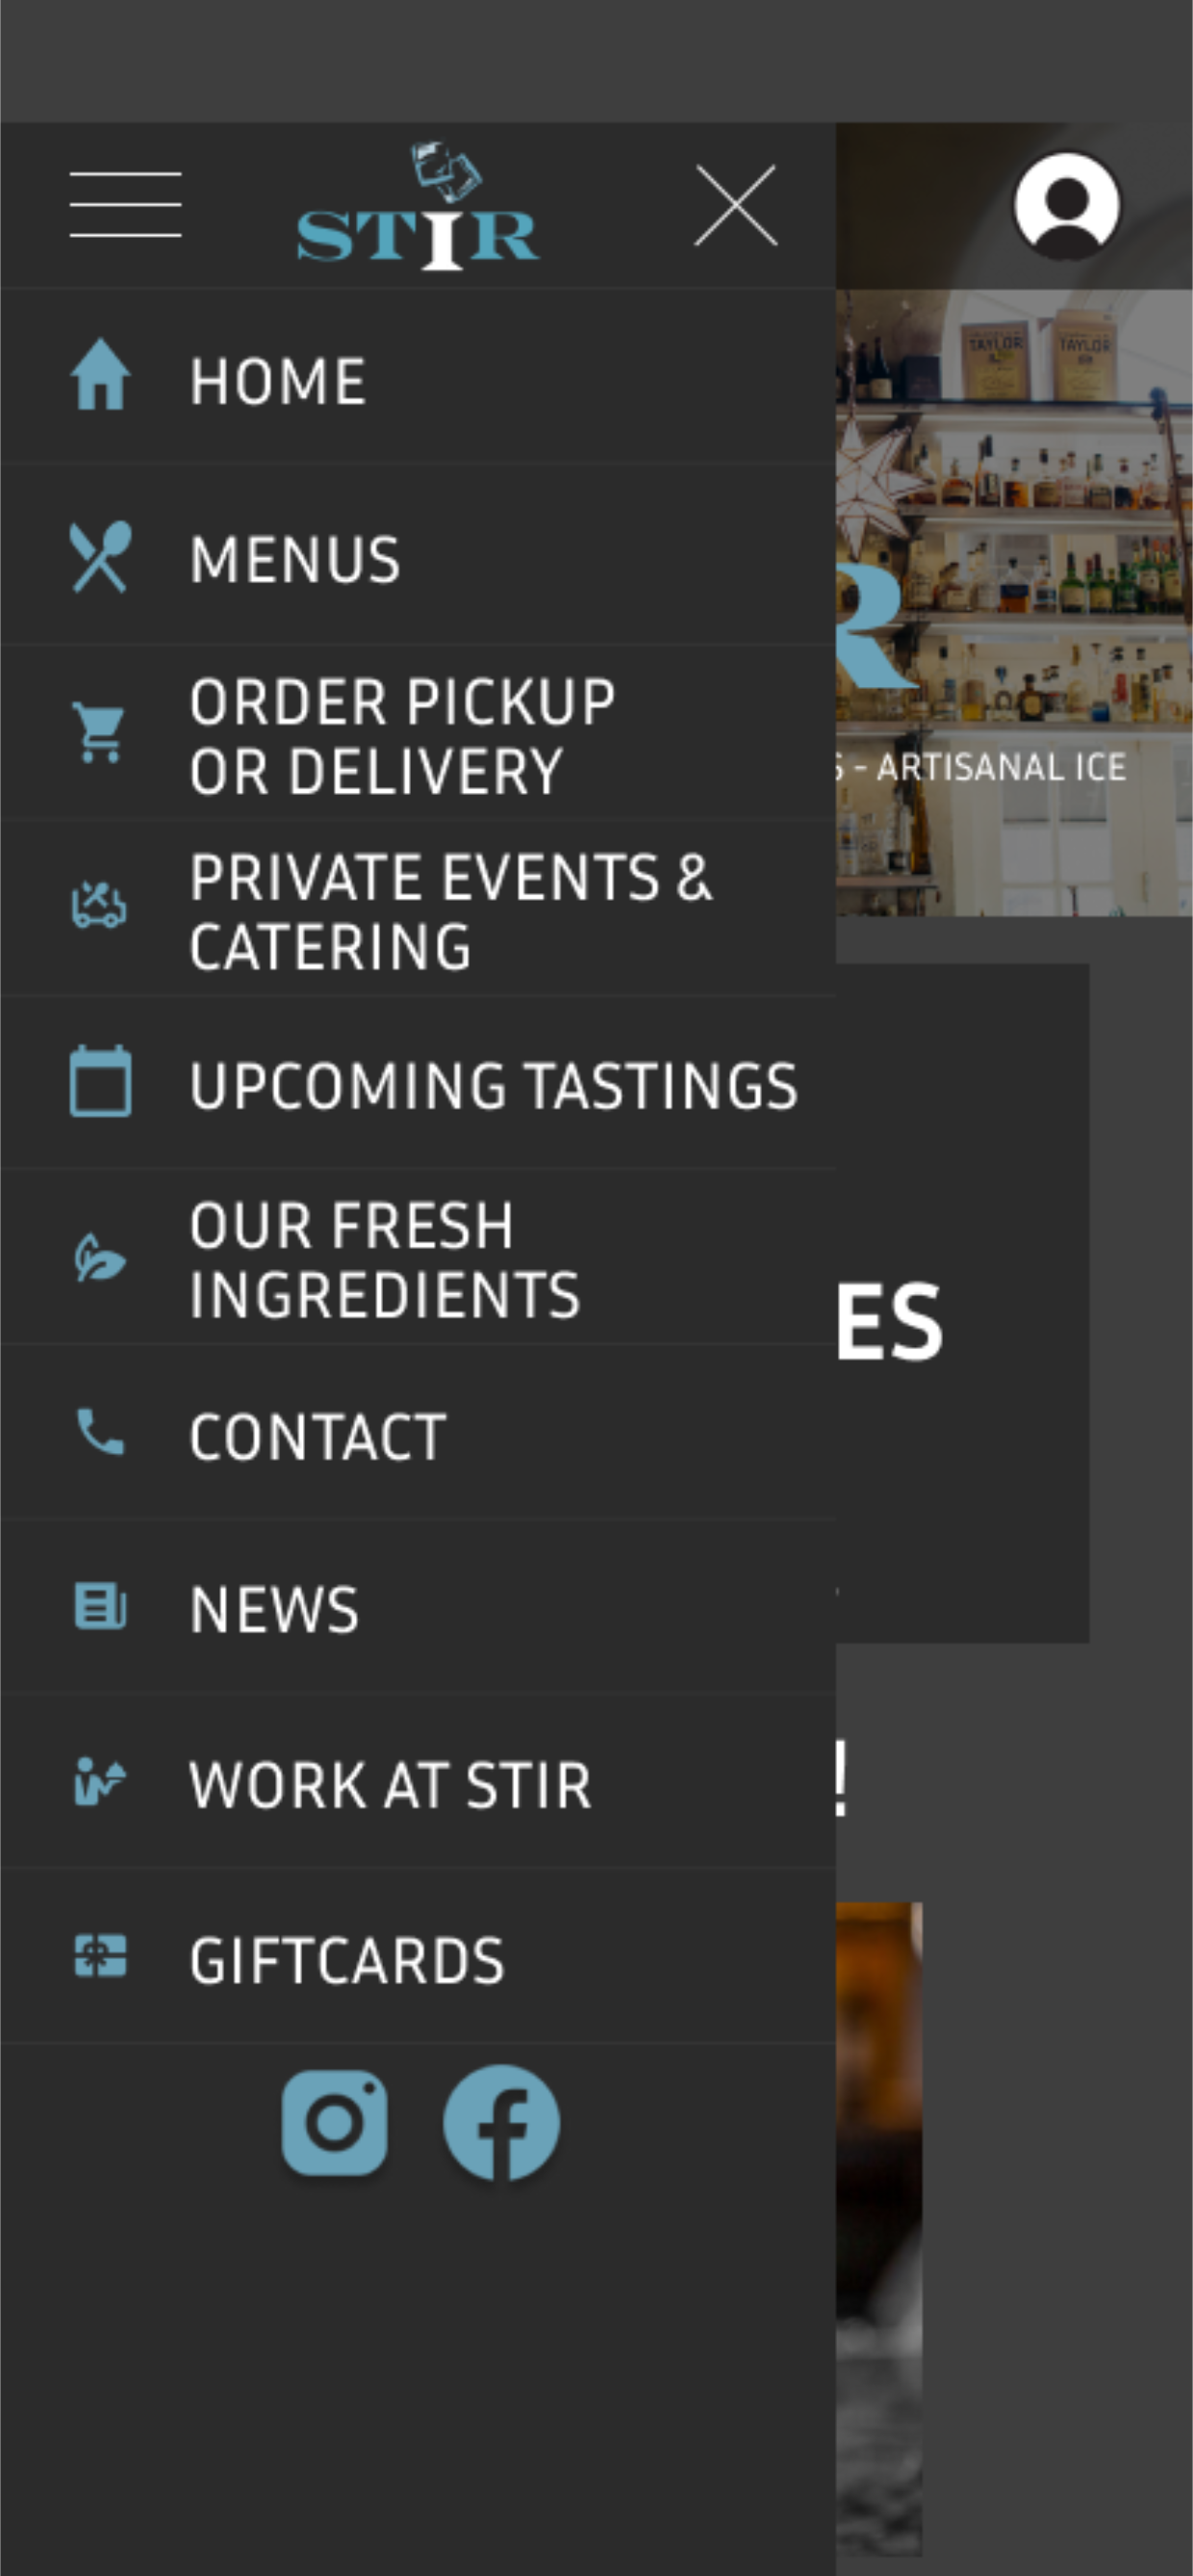 STIR
HOME
MENUS
ORDER PICKUP
OR DELIVERY
PRIVATE EVENTS &
CATERING
UPCOMING TASTINGS
OUR FRESH
INGREDIENTS
CONTACT
NEWS
WORK AT STIR
GIFTCARDS
TAYLOR
TAYLOR
R
S - ARTISANAL ICE
ES
!